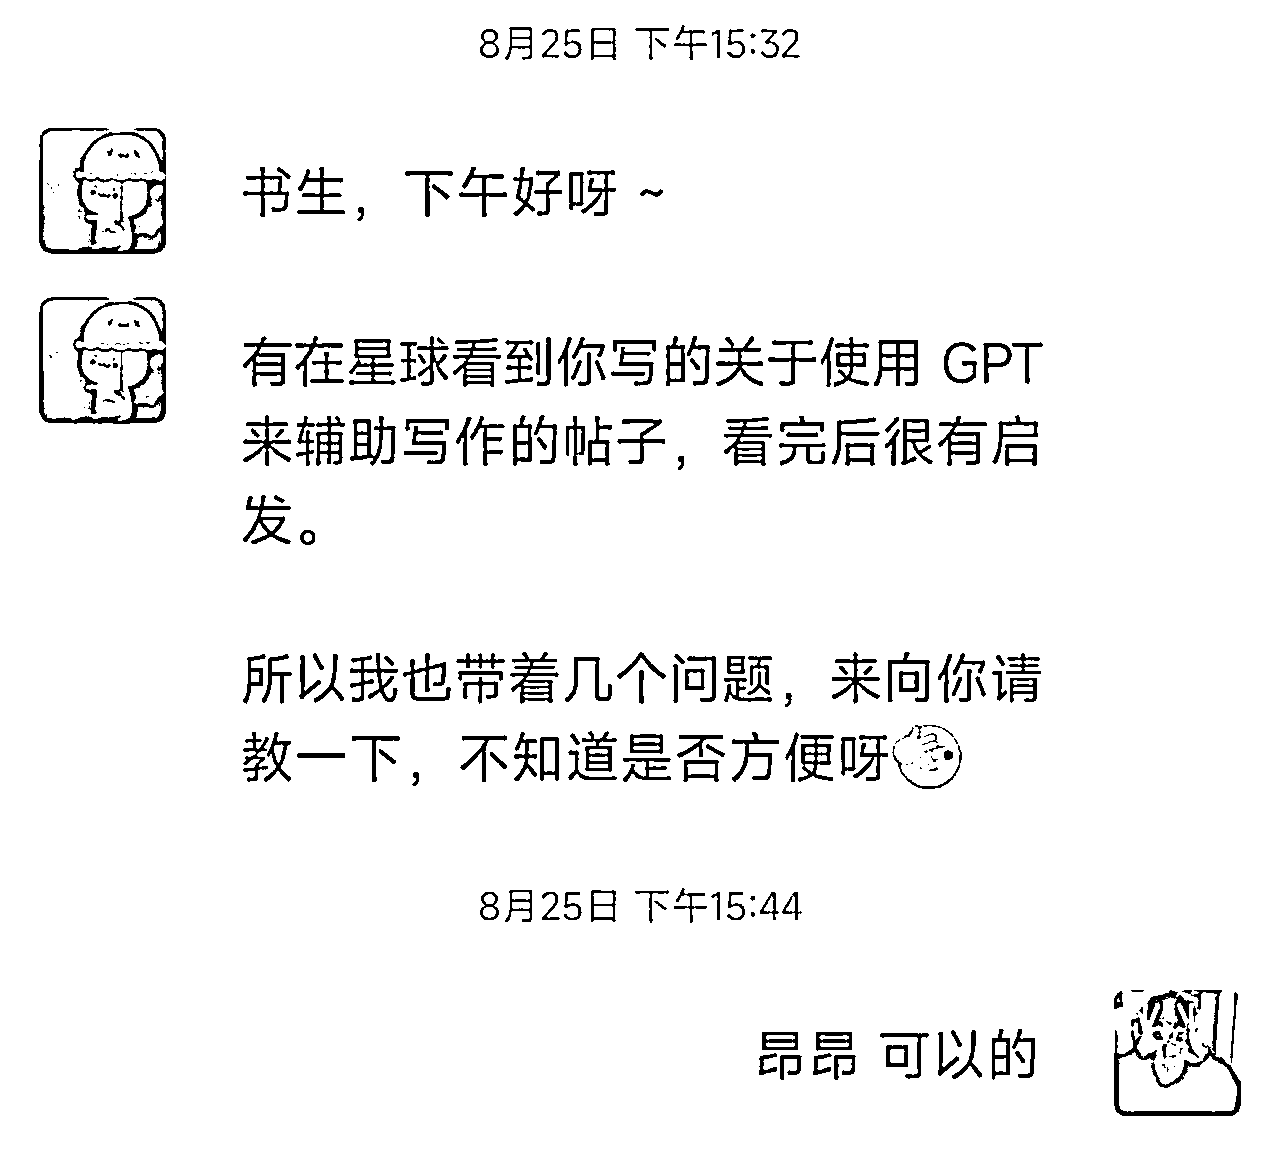 8月25日 下午15:32
书生，下午好呀 ~
有在星球看到你写的关于使用 GPT
来辅助写作的帖子，看完后很有启
发。
所以我也带着几个问题，来向你请
教一下，不知道是否方便呀
8月25日 下午15:44
昂昂 可以的